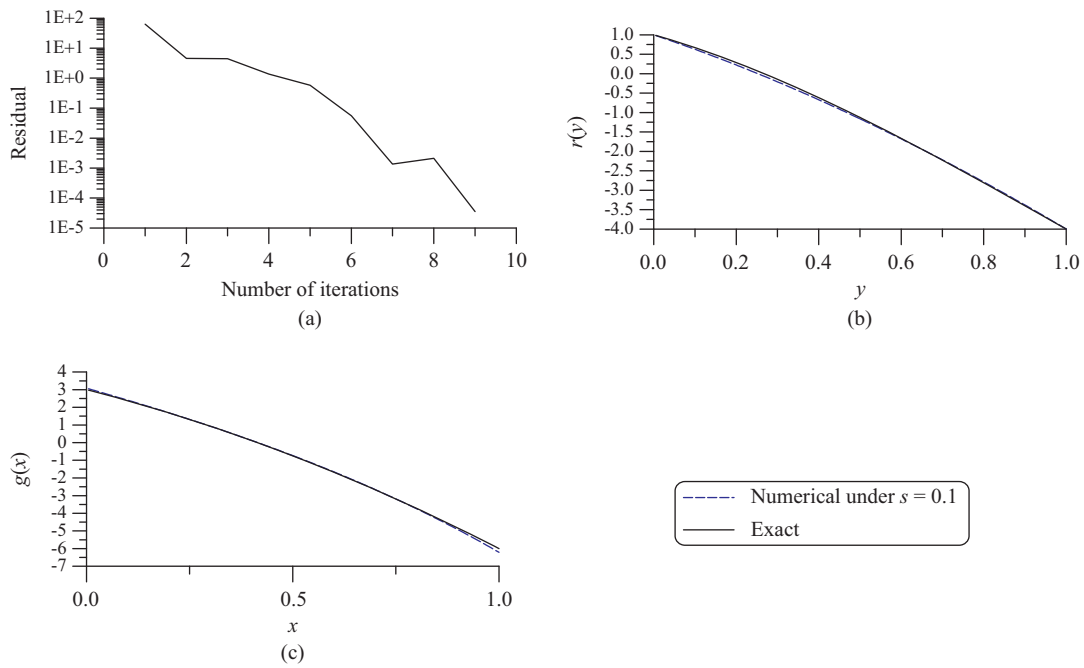 1E+2
1E+1
1E+0
1E-1
1E-2
1E-3
1E-4
1E-5
Residual
0 2 4 6 8 10
Number of iterations
(a)
1.0
0.5
0.0
-0.5
-1.0
-1.5
-2.0
-2.5
-3.0
-3.5
-4.0
r(y)
0.0 0.2 0.4 0.6 0.8 1.0
y
(b)
4
3
2
1
0
-1
-2
-3
-4
-5
-6
-7
g(x)
0.0 0.5 1.0
x
(c)
Numerical under s = 0.1
Exact